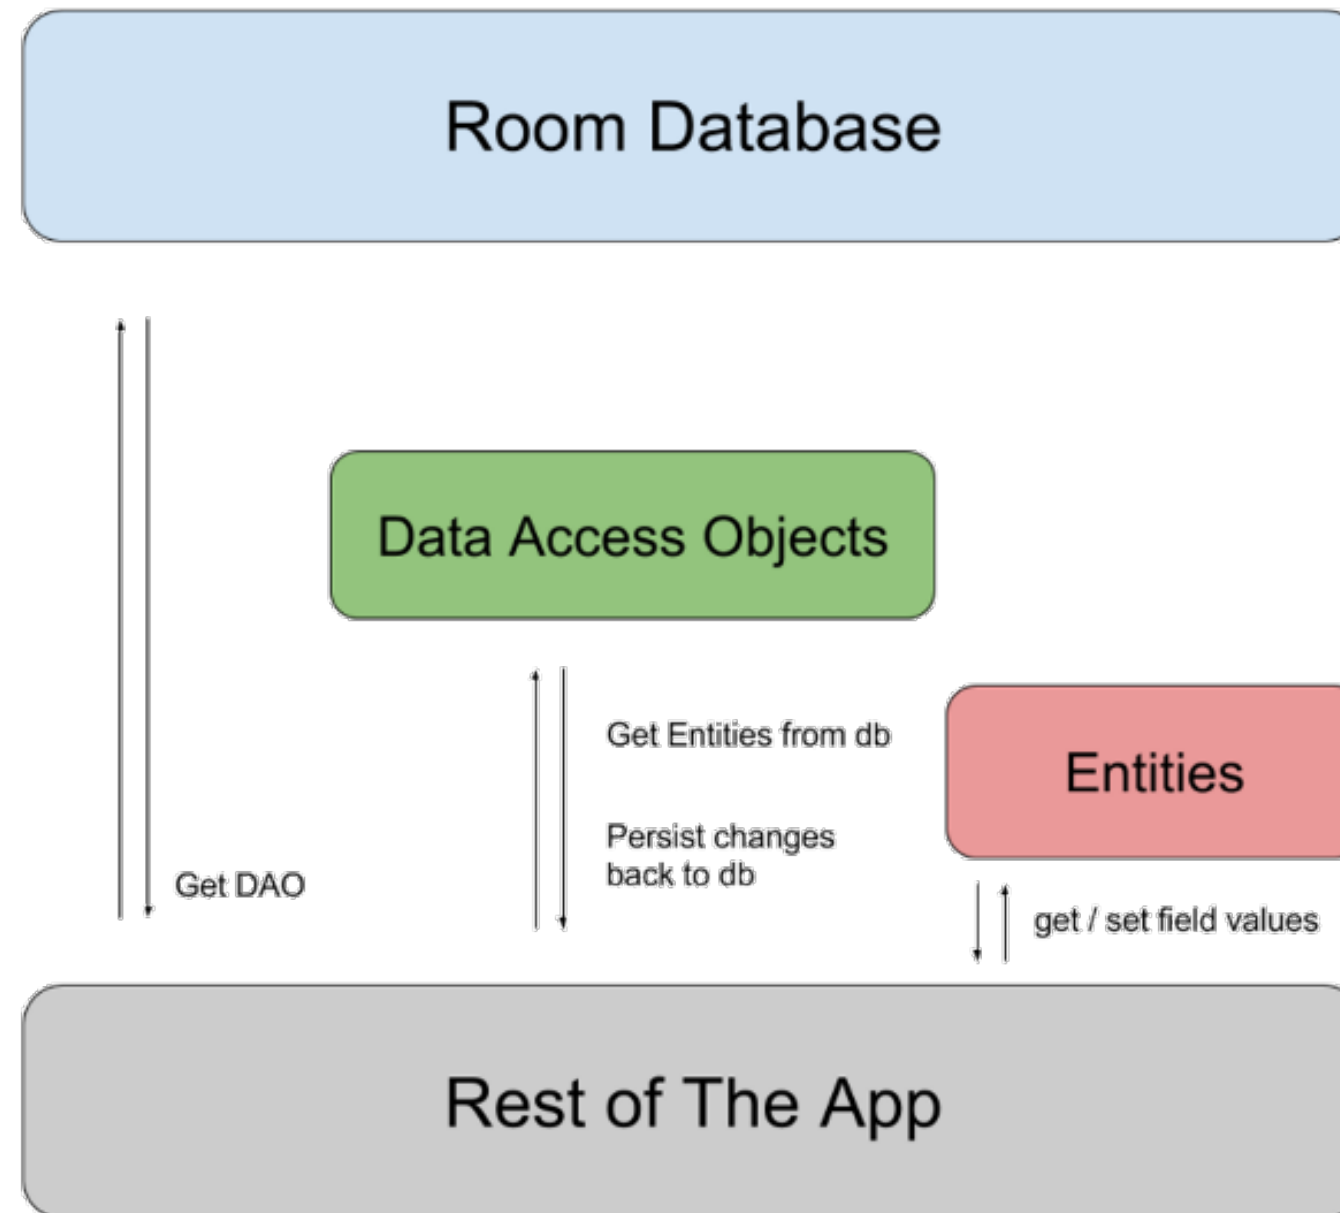 Room Database
Data Access Objects
Get Entities from db
Entities
Persist changes
back to db
Get DAO
get / set field values
Rest of The App